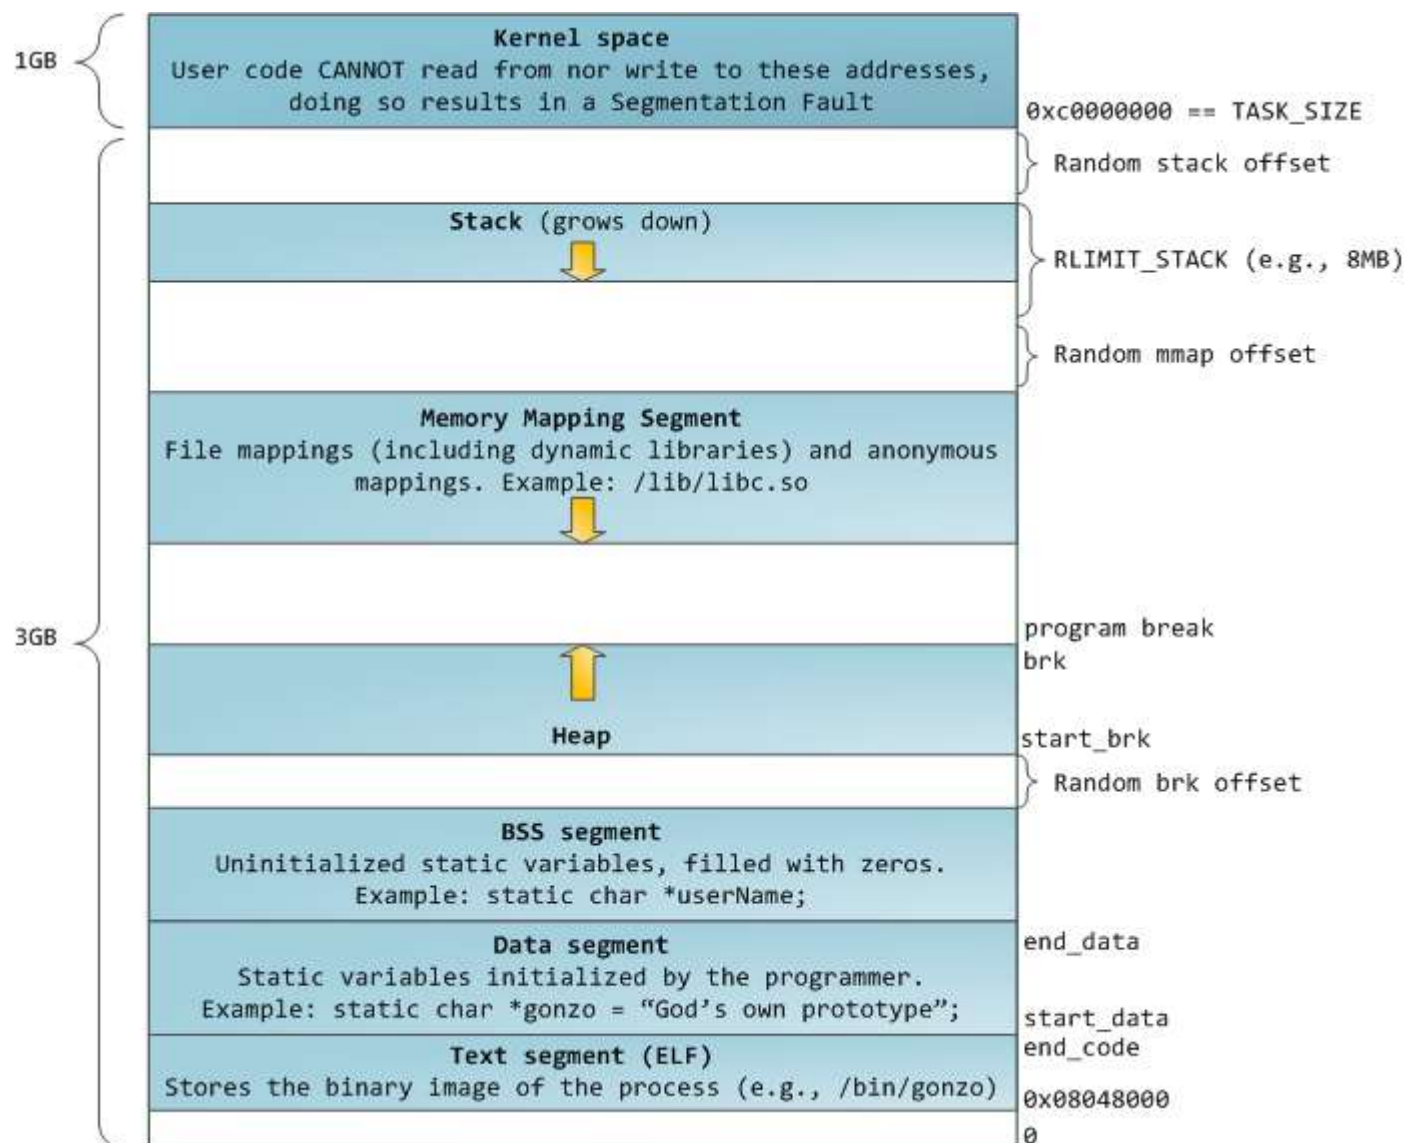 Kernel space
1GB
User code CANNOT read from nor write to these addresses,
doing so results in a Segmentation Fault
0xc0000000 == TASK_SIZE
Random stack offset
Stack (grows down)
RLIMIT_STACK (e.g., 8MB)
Random mmap offset
Memory Mapping Segment
File mappings (including dynamic libraries) and anonymous
mappings. Example: /lib/libc.so
3GB
program break
brk
Heap
start_brk
Random brk offset
BSS segment
Uninitialized static variables, filled with zeros.
Example: static char *userName;
Data segment
end_data
Static variables initialized by the programmer.
Example: static char *gonzo = “God’s own prototype”;
start_data
end_code
Text segment (ELF)
Stores the binary image of the process (e.g., /bin/gonzo)
0x08048000
0